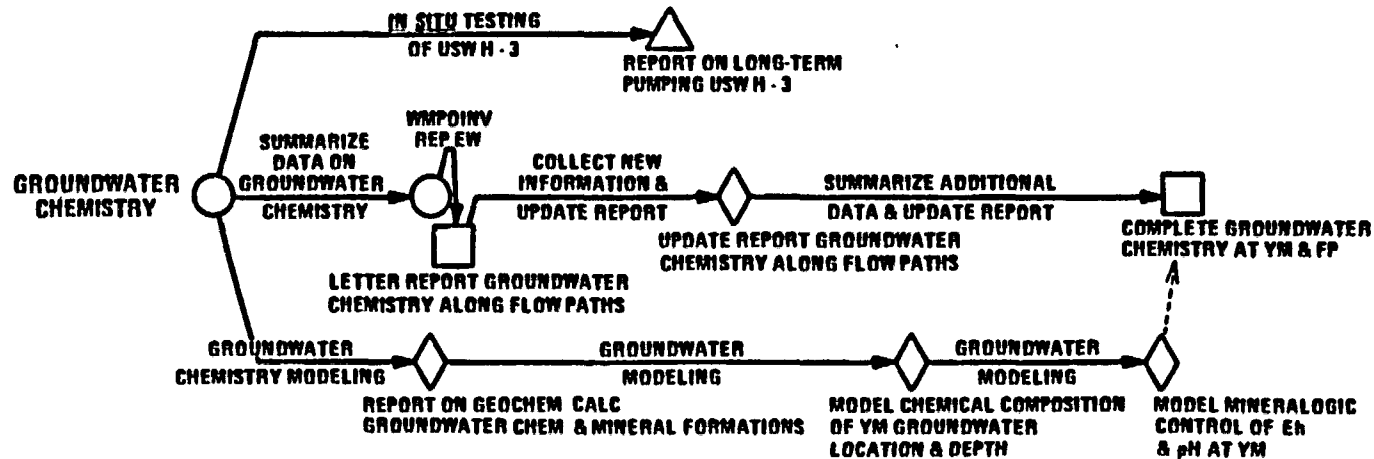 IN SITU TESTING
OF USW H - 3
REPORT ON LONG-TERM
PUMPING USW H - 3
WMPOINV
REP EW
SUMMARIZE
DATA ON
GROUNDWATER
CHEMISTRY
GROUNDWATER
CHEMISTRY
COLLECT NEW
INFORMATION &
UPDATE REPORT
SUMMARIZE ADDITIONAL
DATA & UPDATE REPORT
COMPLETE GROUNDWATER
CHEMISTRY AT YM & FP
UPDATE REPORT GROUNDWATER
CHEMISTRY ALONG FLOW PATHS
LETTER REPORT GROUNDWATER
CHEMISTRY ALONG FLOW PATHS
GROUNDWATER
CHEMISTRY MODELING
GROUNDWATER
MODELING
GROUNDWATER
MODELING
REPORT ON GEOCHEM CALC
GROUNDWATER CHEM & MINERAL FORMATIONS
MODEL CHEMICAL COMPOSITION
OF YM GROUNDWATER
LOCATION & DEPTH
MODEL MINERALOGIC
CONTROL OF Eh
& pH AT YM